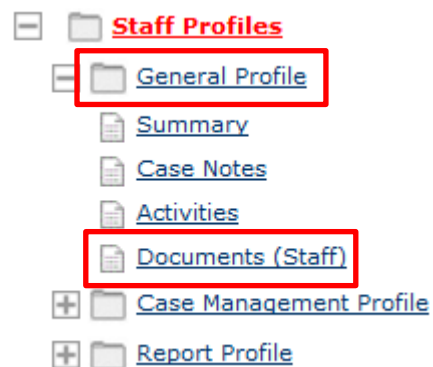 Staff Profiles
General Profile
Summary
Case Notes
Activities
Documents (Staff)
Case Management Profile
Report Profile